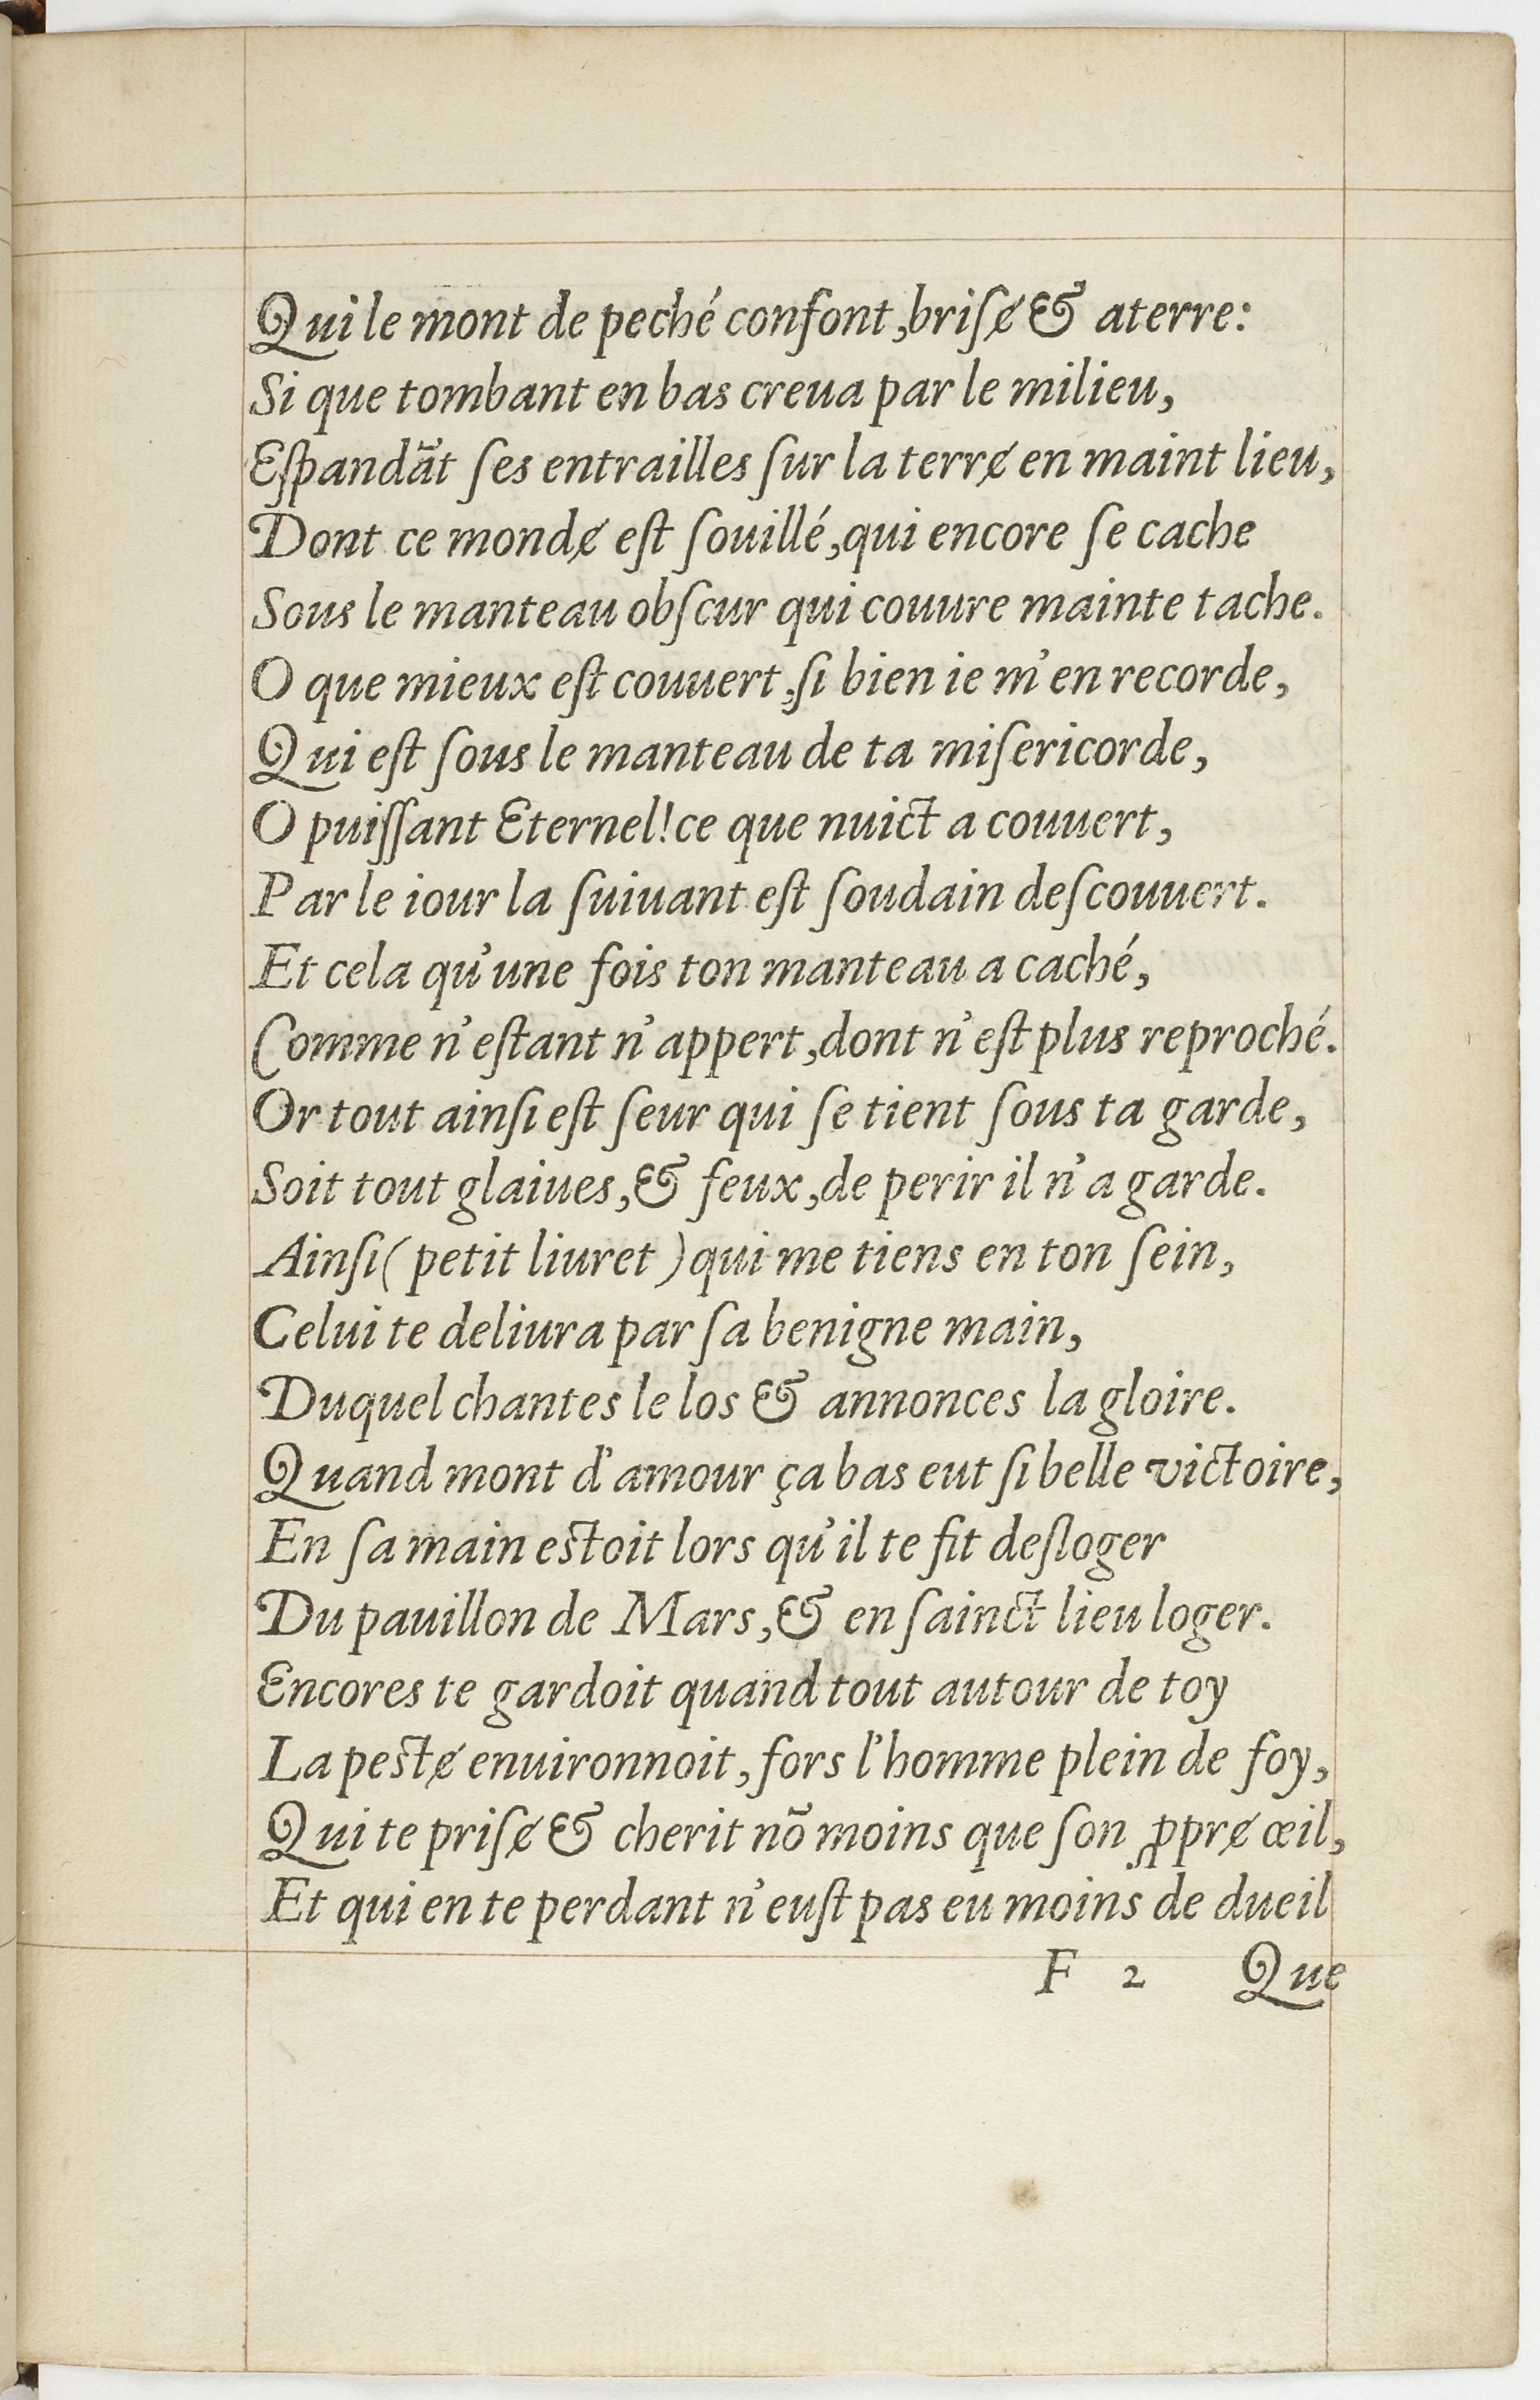 Qui le mont de peché confont, briſɇ & aterre:
Si que tombant en bas creua par le milieu,
Eſpandãt ſes entrailles ſur la terrɇ en maint lieu,
Dont ce mondɇ eſt ſouillé, qui encore ſe cache
Sous le manteau obſcur qui couure mainte tache.
O que mieux eſt couuert, ſi bien ie m'en recorde,
Qui eſt ſous le manteau de ta miſericorde,
O puiſſant Eternel! ce que nuict a couuert,
Par le iour la ſuiuant eſt ſoudain deſcouuert.
Et cela qu'une fois ton manteau a caché,
Comme n'eſtant n'appert, dont n'eſt plus reproché.
Or tout ainſi eſt ſeur qui ſe tient ſous ta garde,
Soit tout glaiues, & feux, de perir il n'a garde.
Ainſi (petit liuret) qui me tiens en ton ſein,
Celui te deliura par ſa benigne main,
Duquel chantes le los & annonces la gloire.
Quand mont d'amour ça bas eut ſi belle victoire,
En ſa main estoit lors qu'il te fit deſloger
Du pauillon de Mars, & en ſainct lieu loger.
Encores te gardoit quand tout autour de toy
La pestɇ enuironnoit, fors l'homme plein de foy,
Qui te priſɇ & cherit nõ moins que ſon ꝓprɇ œil,
Et qui en te perdant n'euſt pas eu moins de dueil
F 2 Que